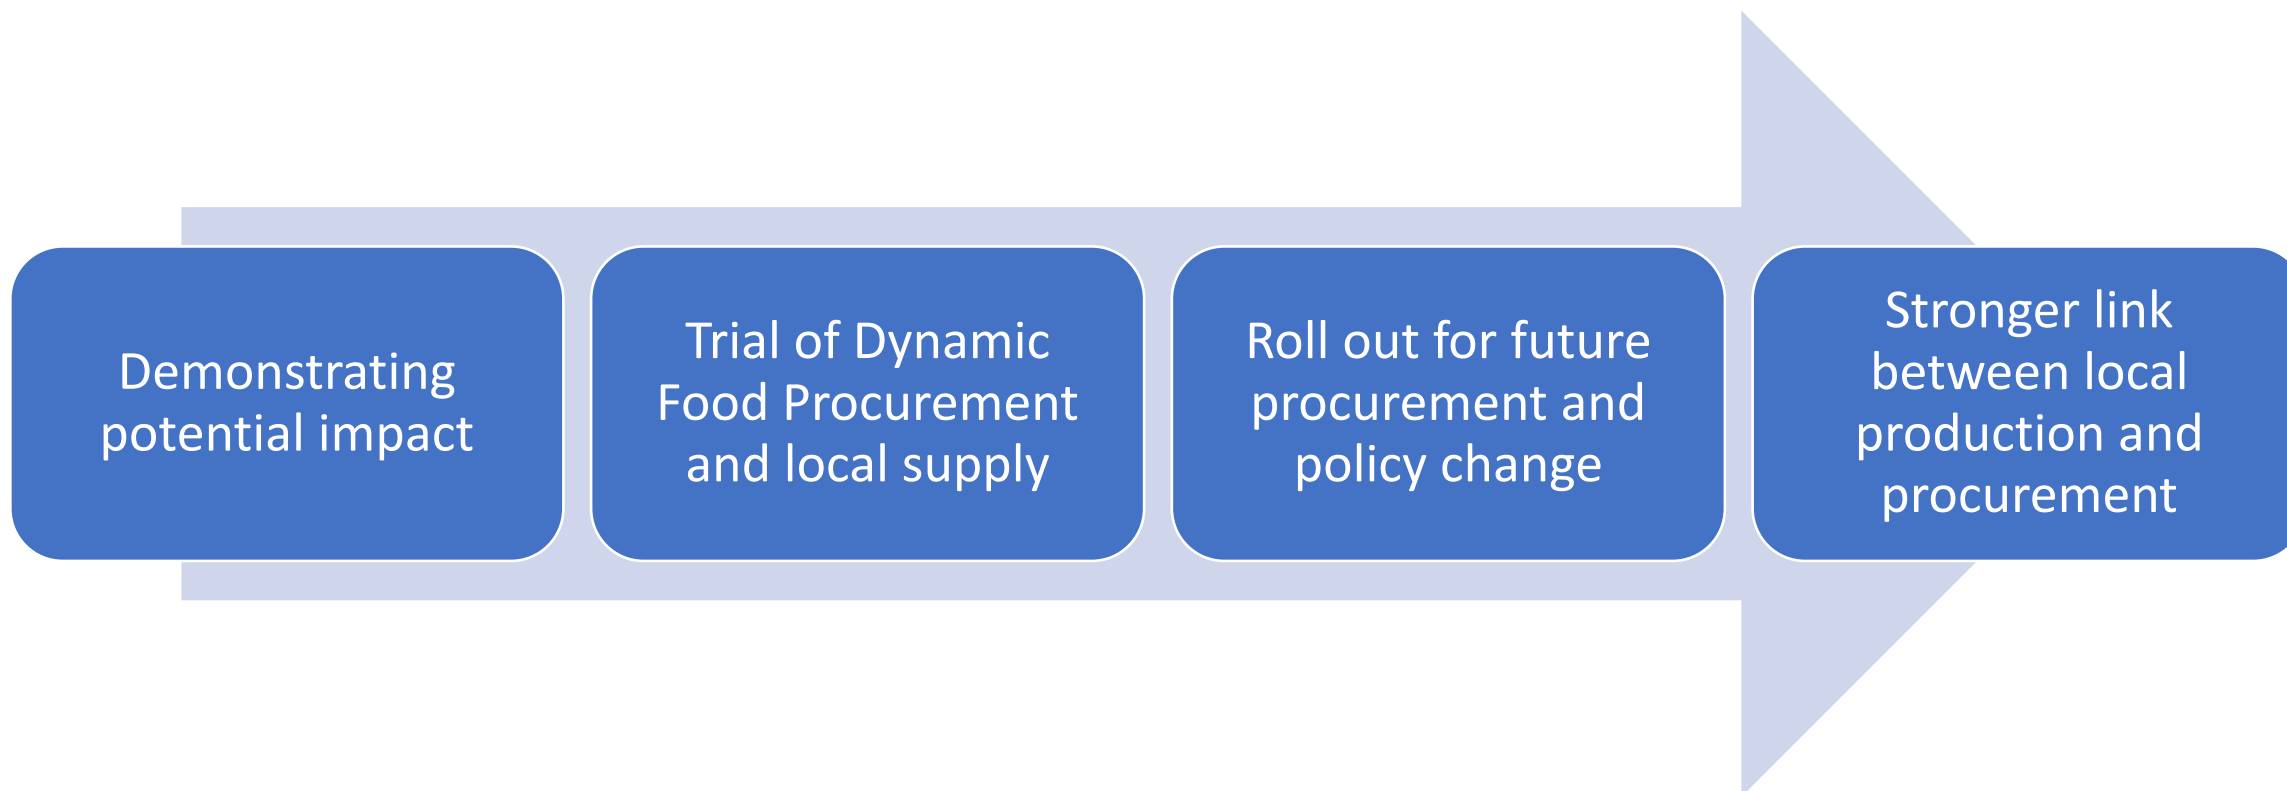 Demonstrating
potential impact
Trial of Dynamic
Food Procurement
and local supply
Roll out for future
procurement and
policy change
Stronger link
between local
production and
procurement